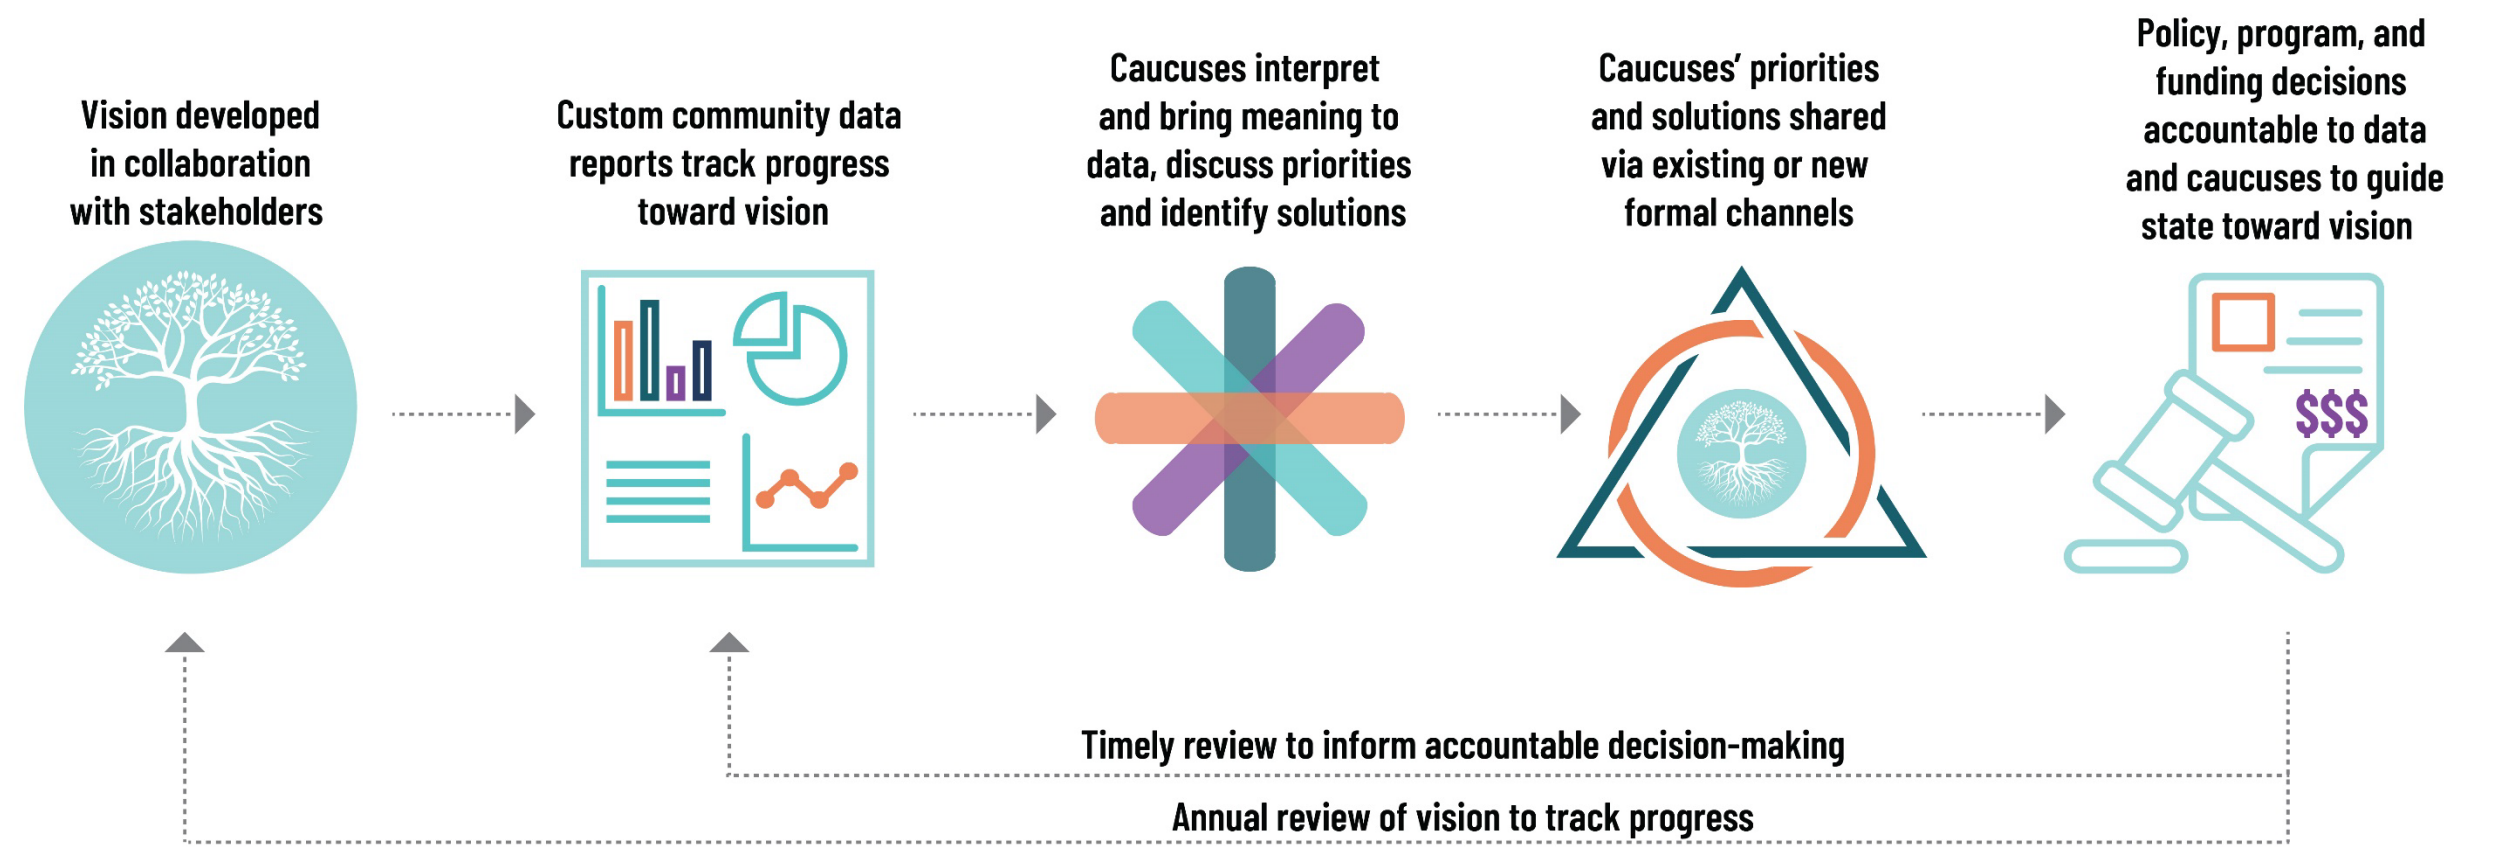 Vision developed
in collaboration
with stakeholders
Custom community data
reports track progress
toward vision
Caucuses interpret
and bring meaning to
data, discuss priorities
and identify solutions
Caucuses’ priorities
and solutions shared
via existing or new
formal channels
Policy, program, and
funding decisions
accountable to data
and caucuses to guide
state toward vision
$$$
Timely review to inform accountable decision-making
Annual review of vision to track progress